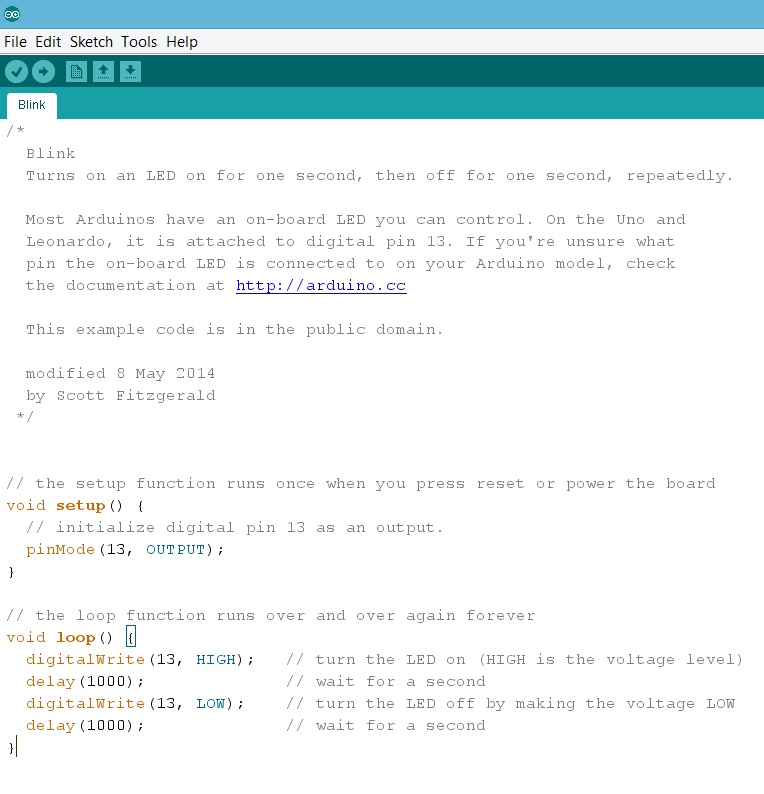 File Edit Sketch Tools Help
Blink
/*
  Blink
  Turns on an LED on for one second, then off for one second, repeatedly.

  Most Arduinos have an on-board LED you can control. On the Uno and
  Leonardo, it is attached to digital pin 13. If you're unsure what
  pin the on-board LED is connected to on your Arduino model, check
  the documentation at http://arduino.cc

  This example code is in the public domain.

  modified 8 May 2014
  by Scott Fitzgerald
 */


// the setup function runs once when you press reset or power the board
void setup() {
  // initialize digital pin 13 as an output.
  pinMode(13, OUTPUT);
}

// the loop function runs over and over again forever
void loop() {
  digitalWrite(13, HIGH);   // turn the LED on (HIGH is the voltage level)
  delay(1000);              // wait for a second
  digitalWrite(13, LOW);    // turn the LED off by making the voltage LOW
  delay(1000);              // wait for a second
}